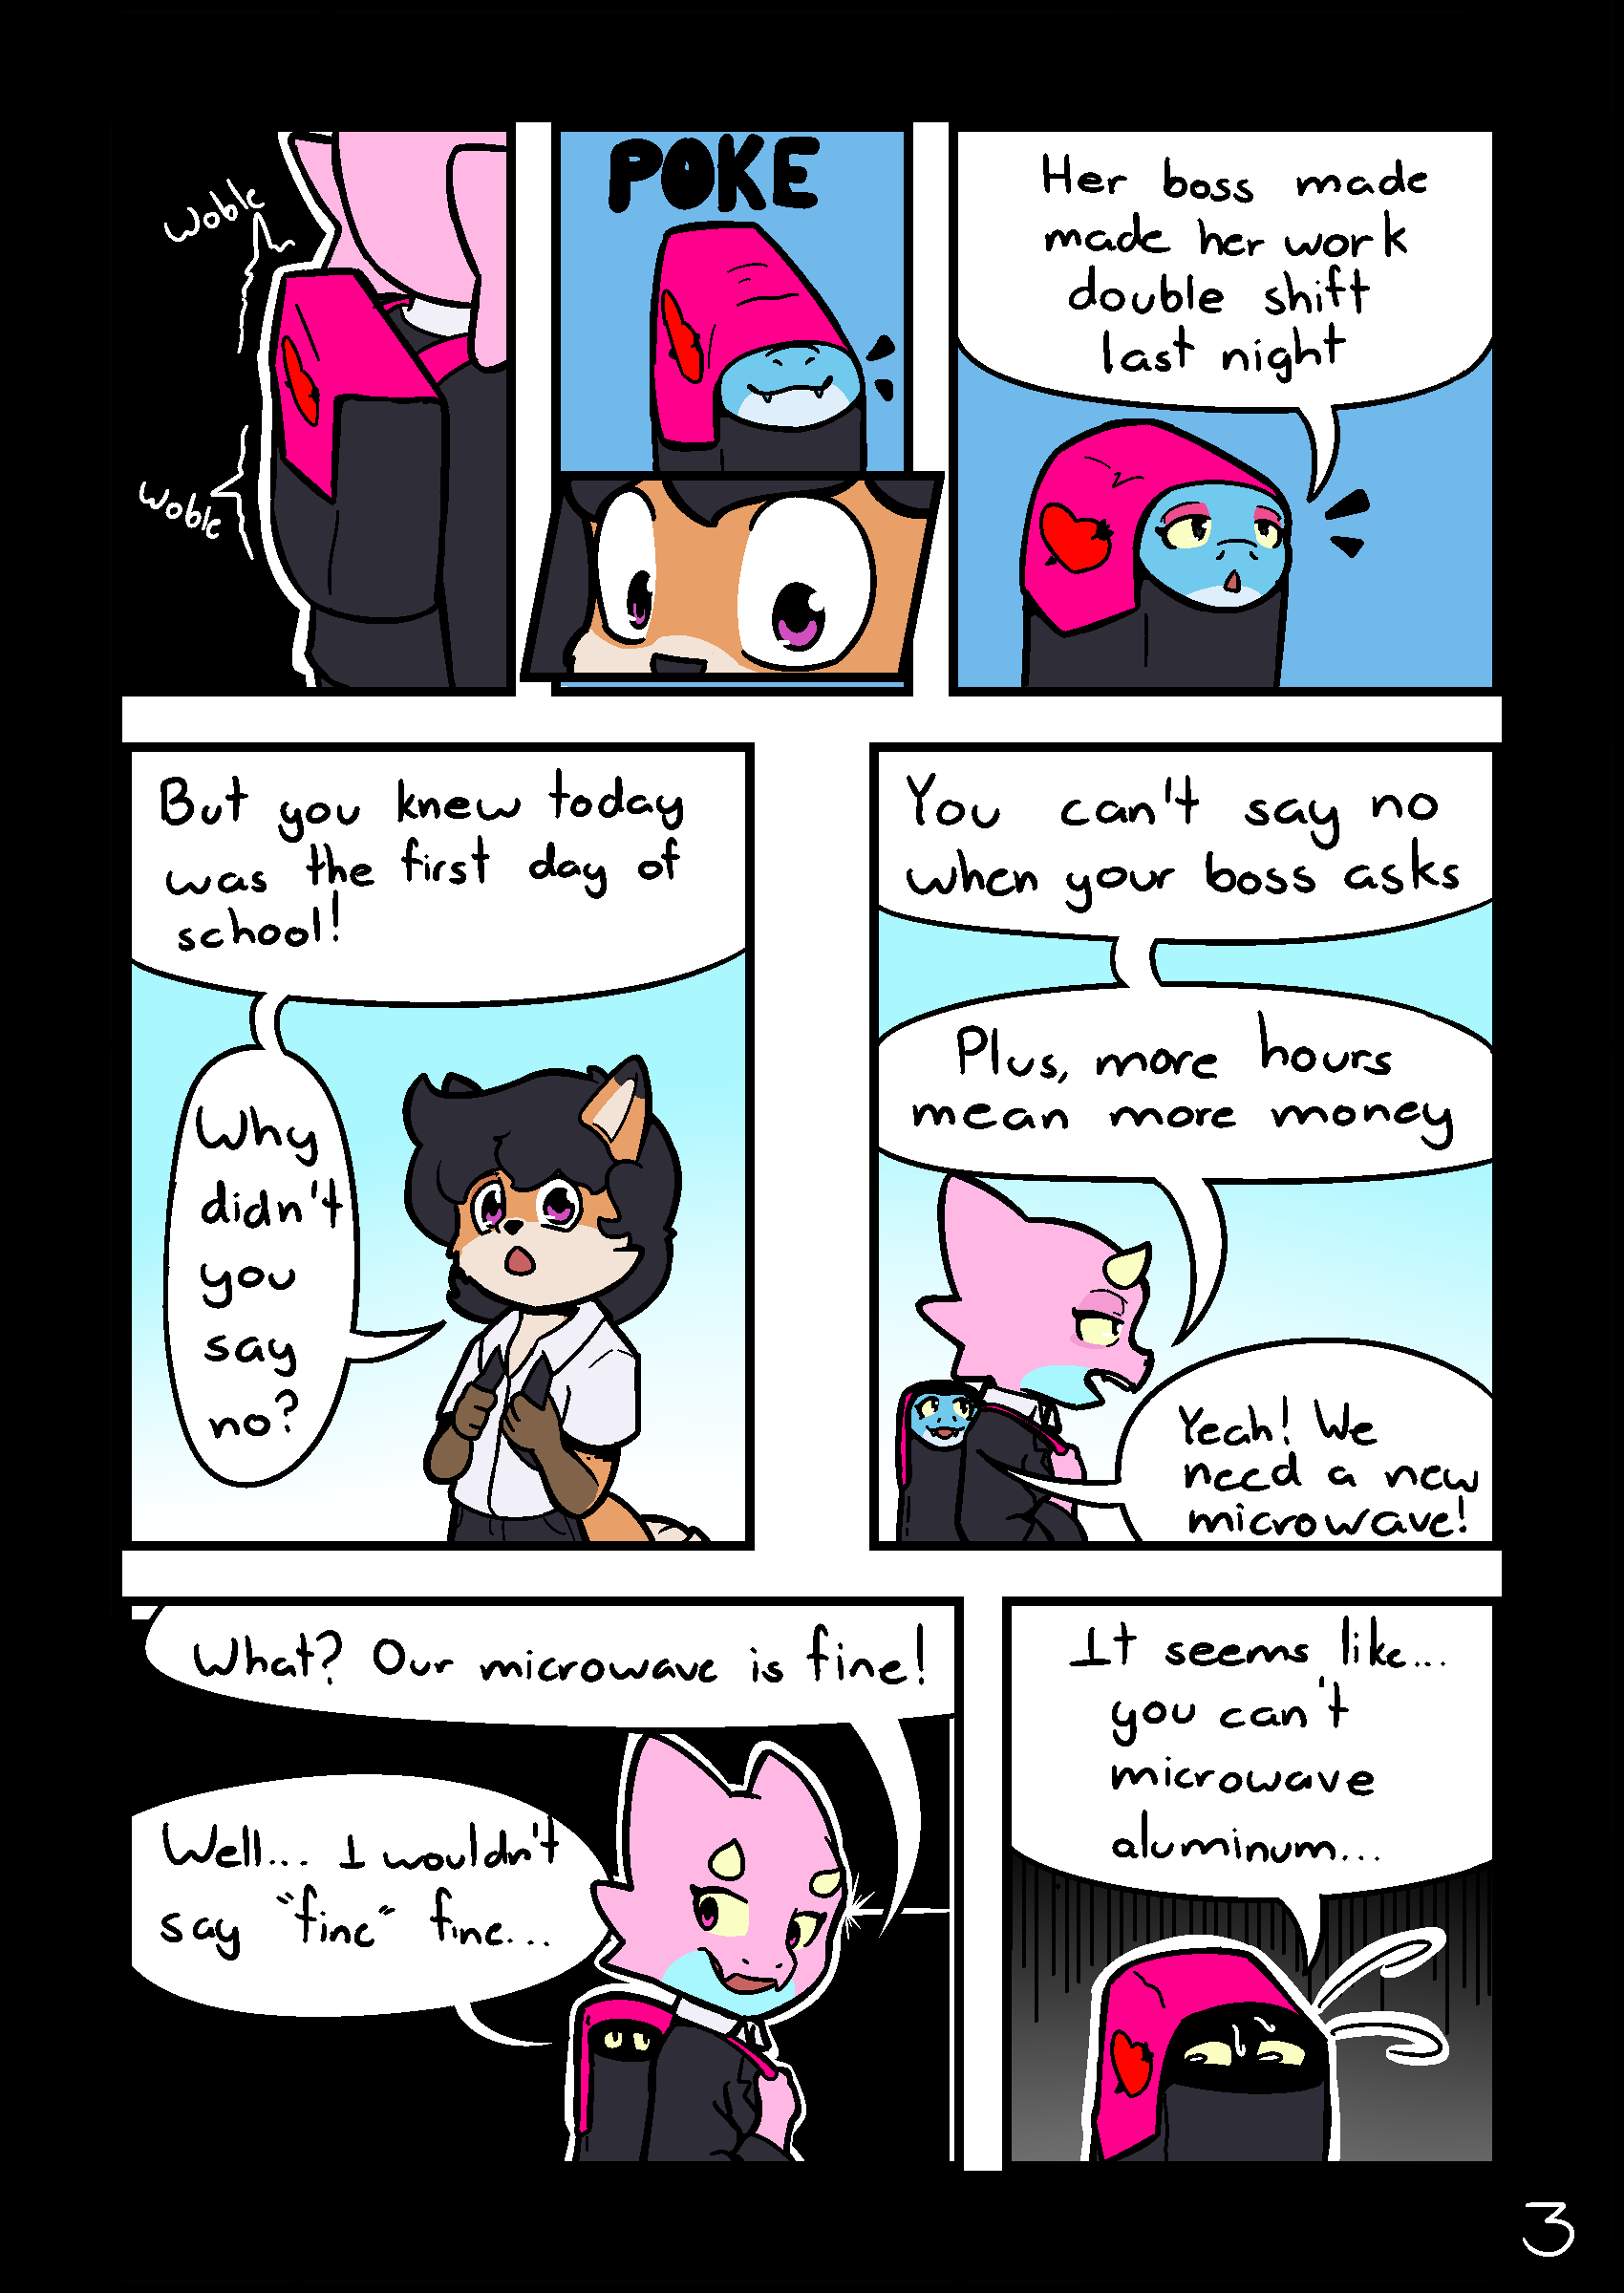 Woble
Woble
POKE
Her boss made
made her work
double shift
last night
But you knew today
was the first day of
school!
Why
didn't
you
say
no?
You can't say no
when your boss asks
Plus, more hours
mean more money
Yeah! We
need a new
microwave!
What? Our microwave is fine!
Well... I wouldn't
say "fine" fine...
It seems like...
you can't
microwave
aluminum...
3